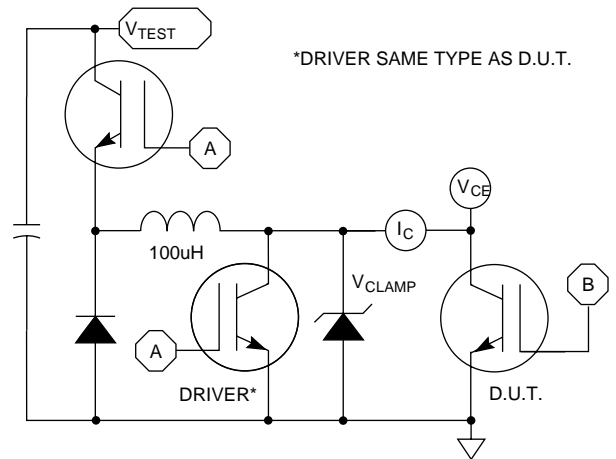 VTEST
*DRIVER SAME TYPE AS D.U.T.
A
VCE
IC
100uH
VCLAMP
B
A
DRIVER*
D.U.T.